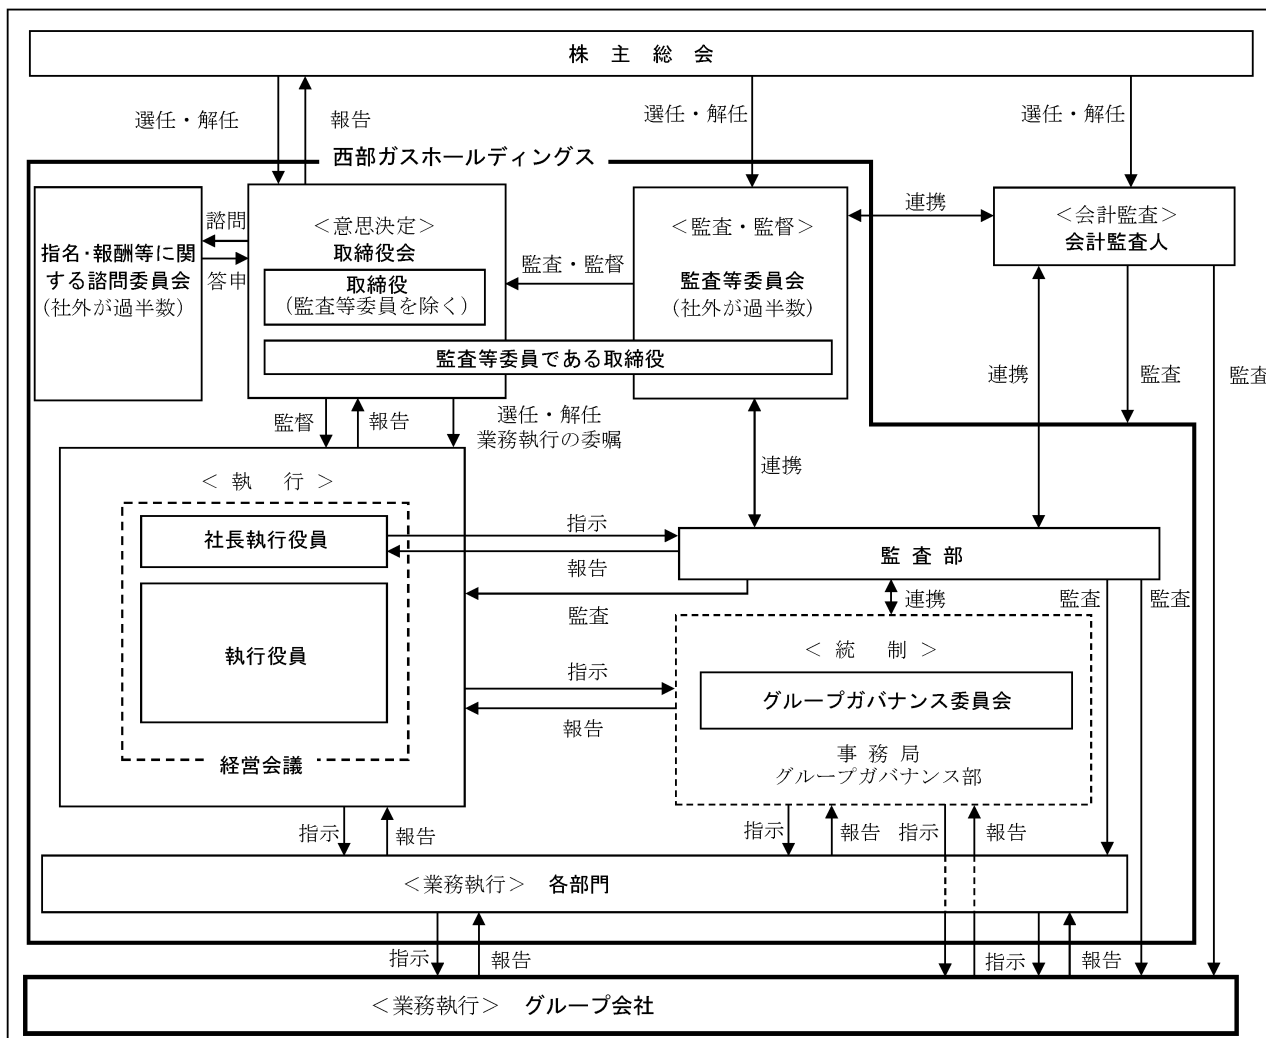 株 主 総 会
選任・解任
報告
選任・解任
選任・解任
西部ガスホールディングス
指名・報酬等に関
する諮問委員会
(社外が過半数)
諮問
答申
＜意思決定＞
取締役会
取締役
(監査等委員を除く)
監査・監督
＜監査・監督＞
監査等委員会
(社外が過半数)
連携
＜会計監査＞
会計監査人
監査等委員である取締役
連携
監査
監査
監督
報告
選任・解任
業務執行の委嘱
連携
＜ 執 行 ＞
社長執行役員
執行役員
経営会議
指示
報告
監査
監 査 部
連携
監査
監査
指示
報告
＜ 統 制 ＞
グループガバナンス委員会
事 務 局
グループガバナンス部
指示
報告
指示
報告
指示
報告
＜業務執行＞ 各部門
指示
報告
指示
報告
＜業務執行＞ グループ会社